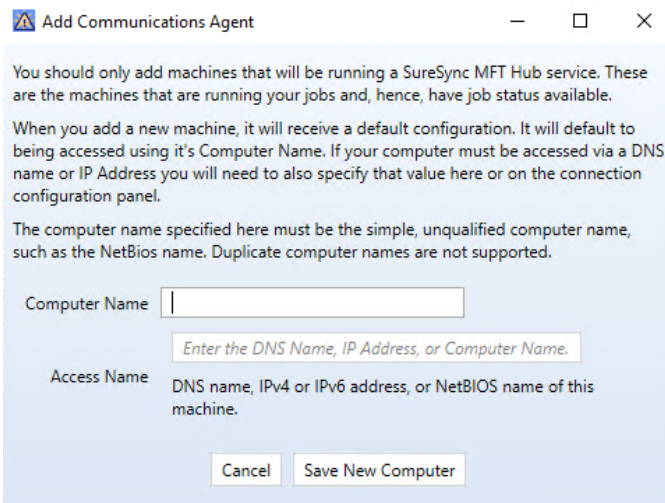 Add Communications Agent
You should only add machines that will be running a SureSync MFT Hub service. These
are the machines that are running your jobs and, hence, have job status available.
When you add a new machine, it will receive a default configuration. It will default to
being accessed using it's Computer Name. If your computer must be accessed via a DNS
name or IP Address you will need to also specify that value here or on the connection
configuration panel.
The computer name specified here must be the simple, unqualified computer name,
such as the NetBios name. Duplicate computer names are not supported.
Computer Name
Enter the DNS Name, IP Address, or Computer Name.
Access Name
DNS name, IPv4 or IPv6 address, or NetBIOS name of this
machine.
Cancel Save New Computer